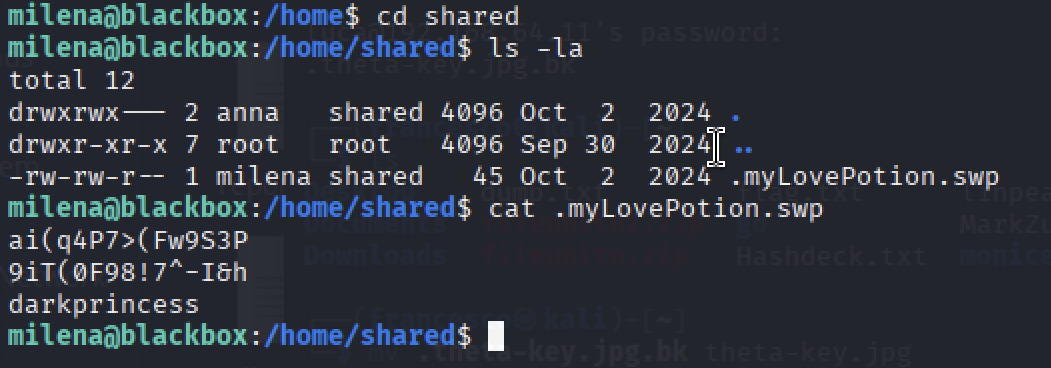 milena@blackbox:/home$ cd shared
milena@blackbox:/home/shared$ ls -la
total 12
drwxrwx--- 2 anna   shared 4096 Oct  2  2024 .
drwxr-xr-x 7 root   root   4096 Sep 30  2024 ..
-rw-rw-r-- 1 milena shared   45 Oct  2  2024 .myLovePotion.swp
milena@blackbox:/home/shared$ cat .myLovePotion.swp
ai(q4P7>(Fw9S3P
9iT(0F98!7^-I&h
darkprincess
milena@blackbox:/home/shared$